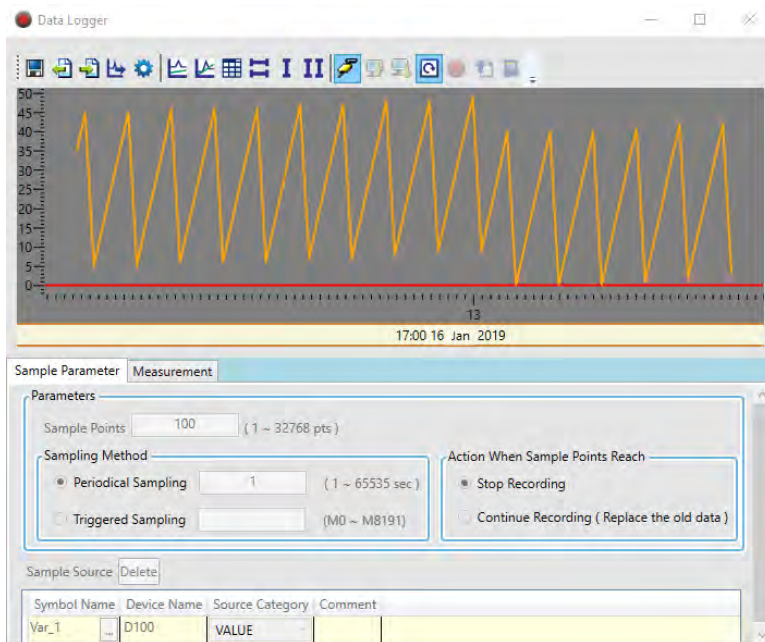 Data Logger
50
45
40
35
30
25
20
15
10
5
0
13
17:00 16 Jan 2019
Sample Parameter Measurement
Parameters
Sample Points 100 ( 1 ~ 32768 pts )
Sampling Method
Periodical Sampling 1 ( 1 ~ 65535 sec )
Triggered Sampling (M0 ~ M8191)
Action When Sample Points Reach
Stop Recording
Continue Recording ( Replace the old data )
Sample Source Delete
Symbol Name Device Name Source Category Comment
Var_1 ... D100 VALUE